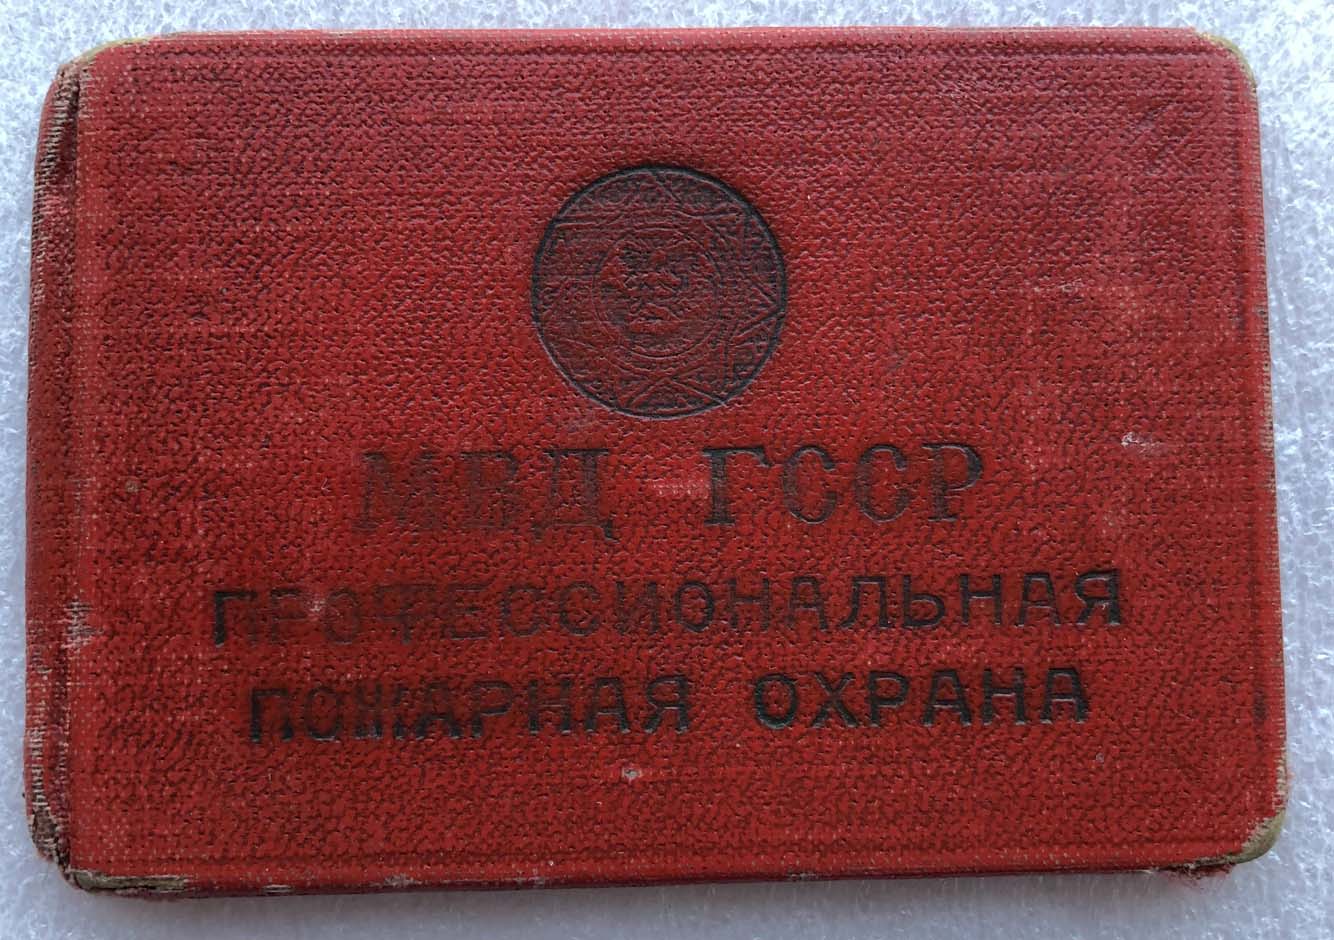 МВД ГССР
ПРОФЕССИОНАЛЬНАЯ
ПОЖАРНАЯ ОХРАНА